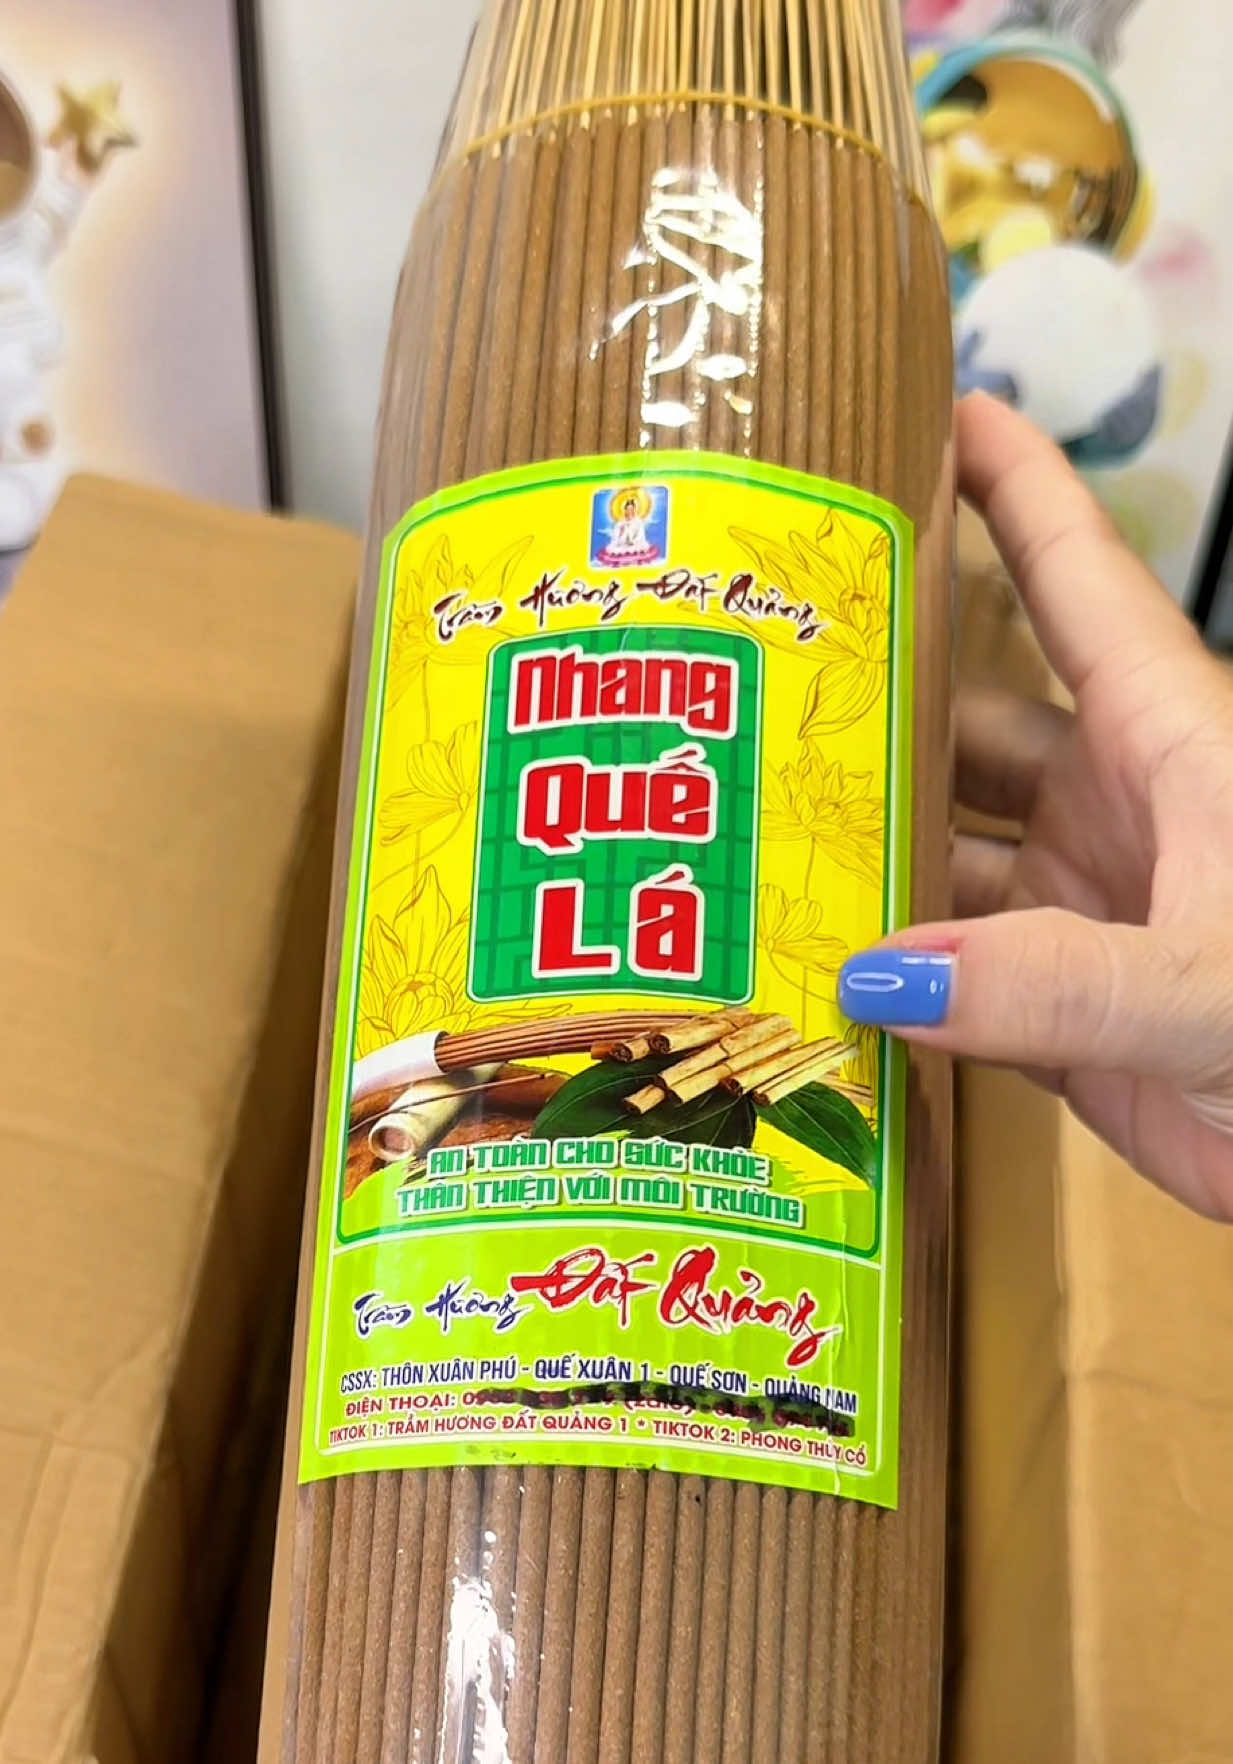 Trầm Hương Đất Quảng
Nhang
Quế
Lá
AN TOÀN CHO SỨC KHỎE
THÂN THIỆN VỚI MÔI TRƯỜNG
Trầm Hương Đất Quảng
CSSX: THÔN XUÂN PHÚ - QUẾ XUÂN 1 - QUẾ SƠN - QUẢNG NAM
ĐIỆN THOẠI:
TIKTOK 1: TRẦM HƯƠNG ĐẤT QUẢNG 1 * TIKTOK 2: PHONG THỦY CỔ